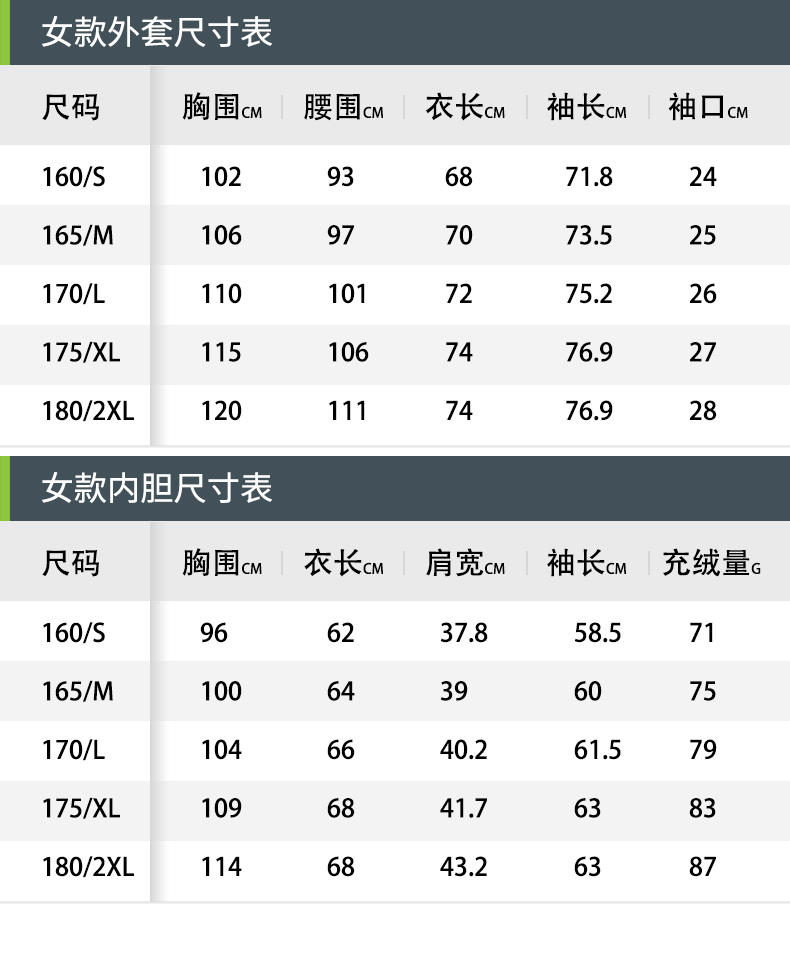 女款外套尺寸表
尺码 胸围CM 腰围CM 衣长CM 袖长CM 袖口CM
160/S 102 93 68 71.8 24
165/M 106 97 70 73.5 25
170/L 110 101 72 75.2 26
175/XL 115 106 74 76.9 27
180/2XL 120 111 74 76.9 28
女款内胆尺寸表
尺码 胸围CM 衣长CM 肩宽CM 袖长CM 充绒量G
160/S 96 62 37.8 58.5 71
165/M 100 64 39 60 75
170/L 104 66 40.2 61.5 79
175/XL 109 68 41.7 63 83
180/2XL 114 68 43.2 63 87